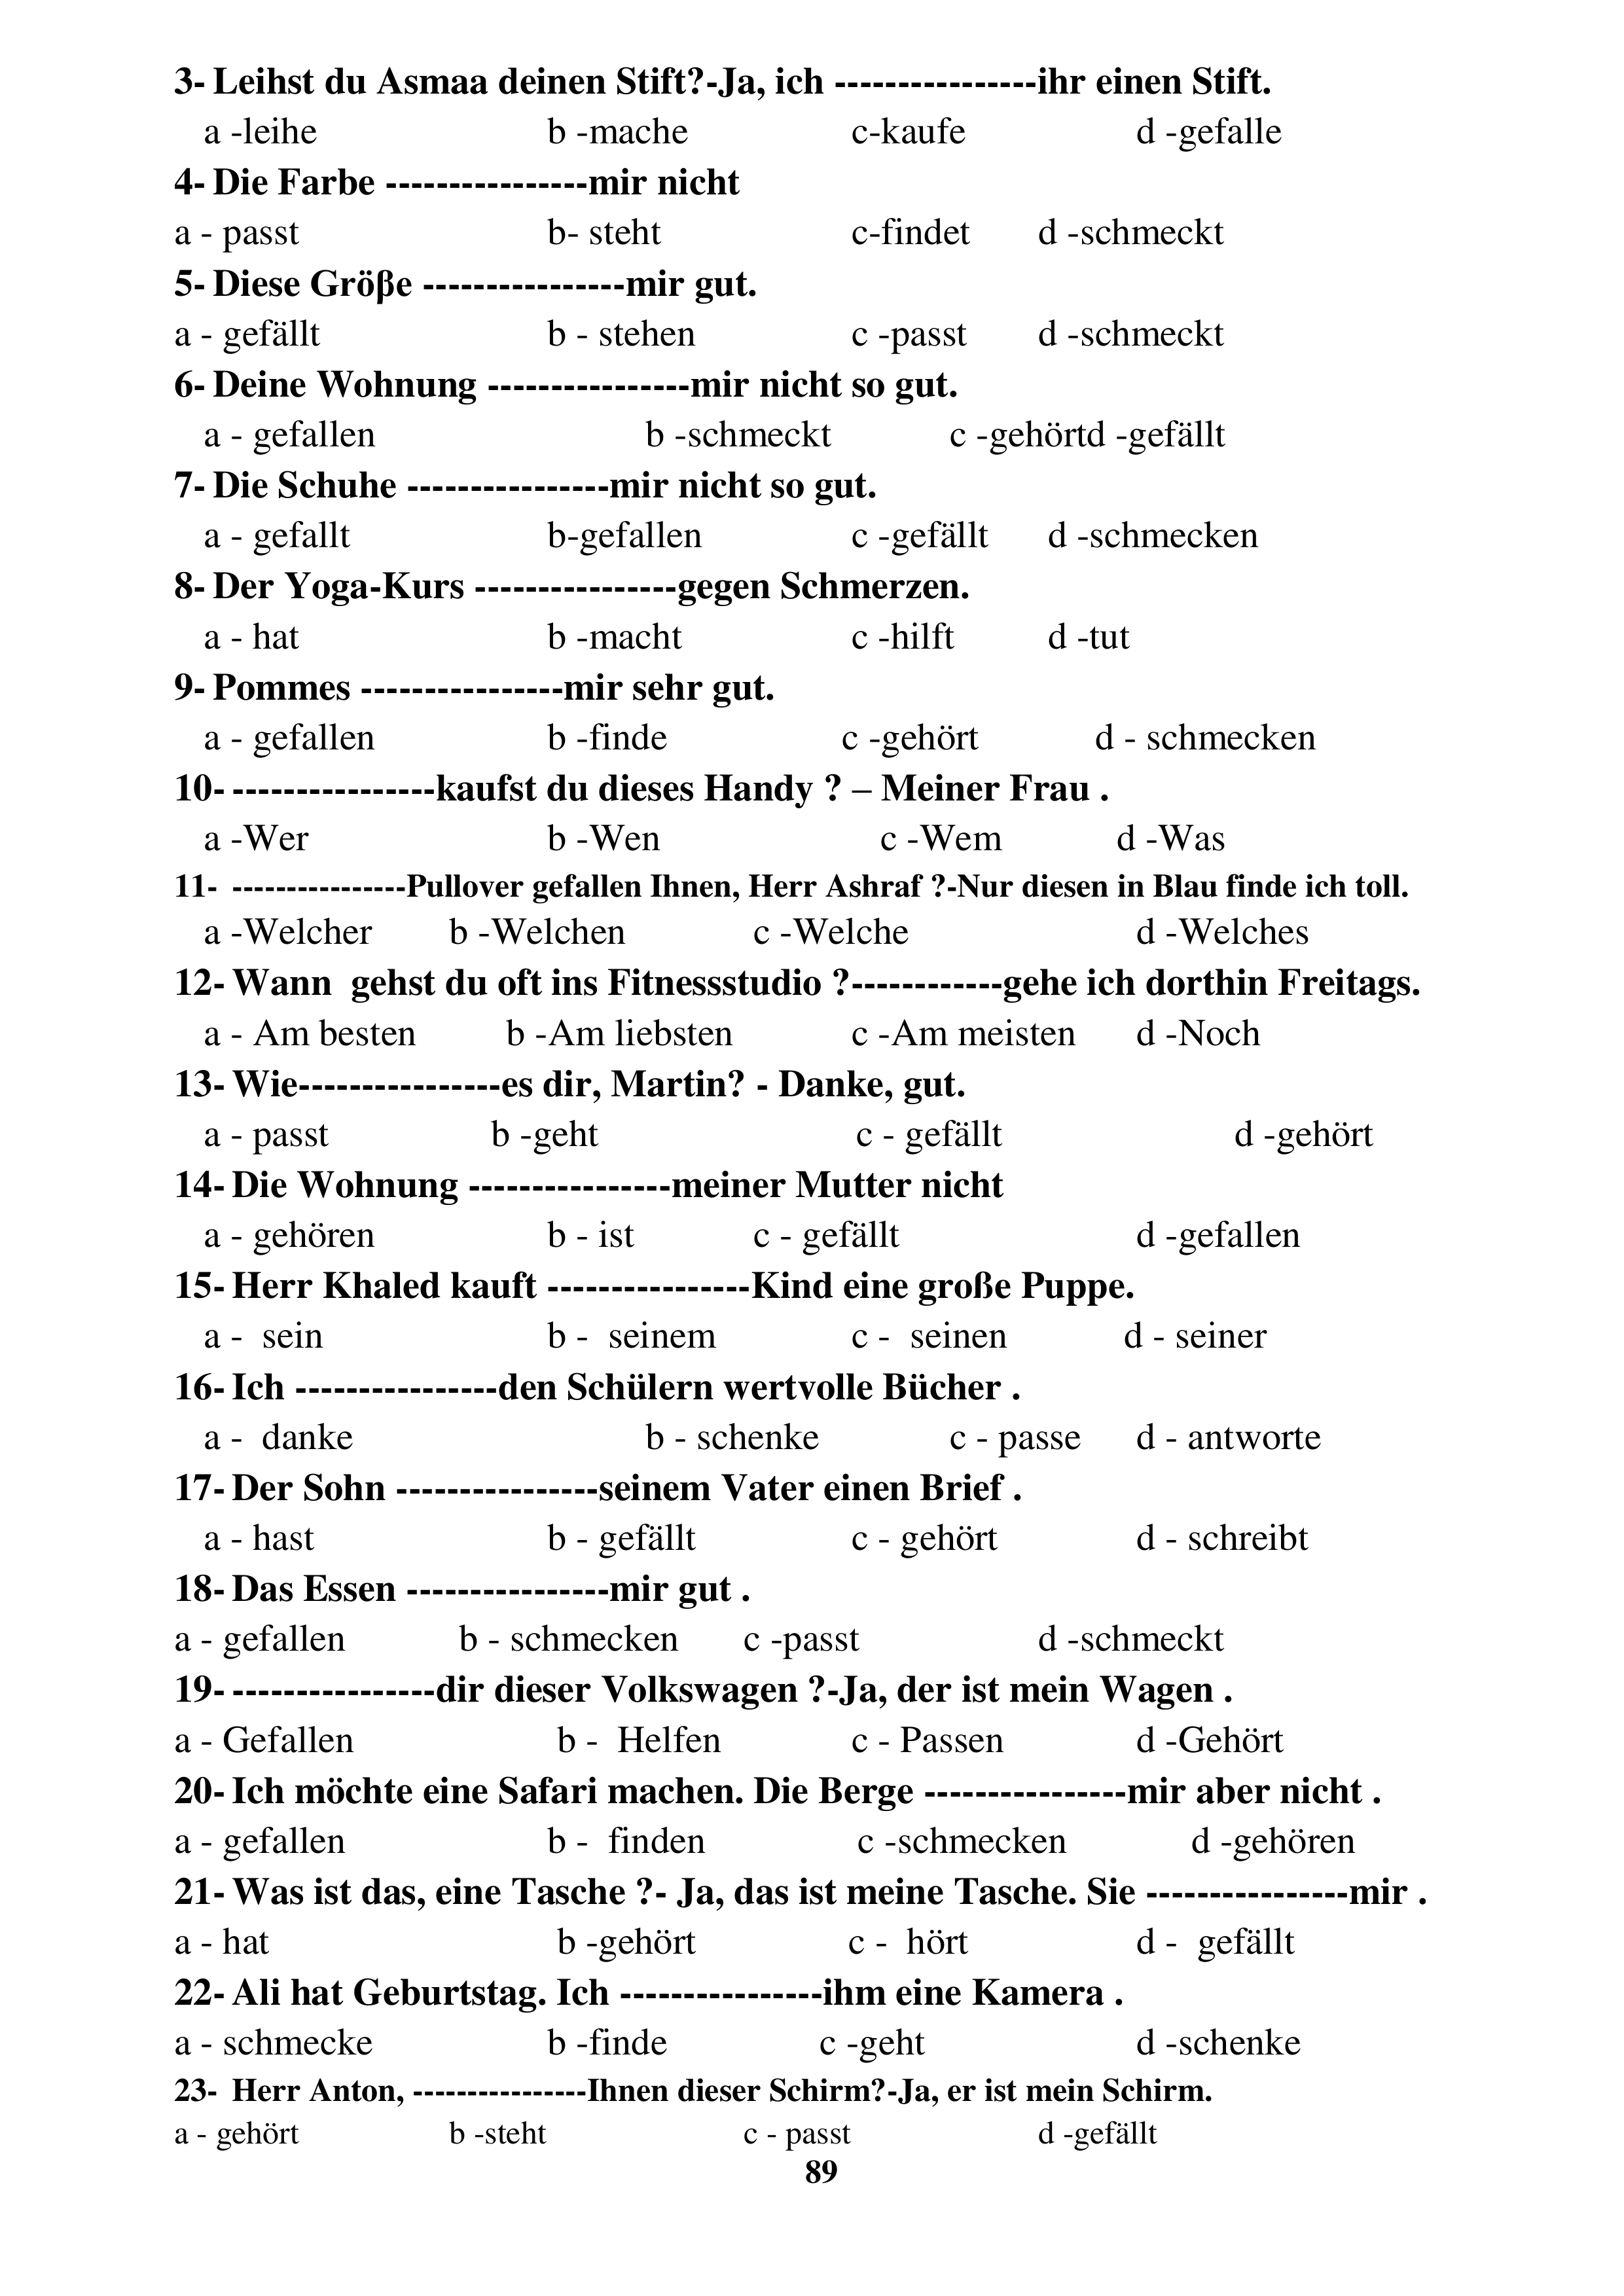 3- Leihst du Asmaa deinen Stift?-Ja, ich ----------------ihr einen Stift.
a -leihe b -mache c-kaufe d -gefalle
4- Die Farbe ----------------mir nicht
a - passt b- steht c-findet d -schmeckt
5- Diese Größe ----------------mir gut.
a - gefällt b - stehen c -passt d -schmeckt
6- Deine Wohnung ----------------mir nicht so gut.
a - gefallen b -schmeckt c -gehörtd -gefällt
7- Die Schuhe ----------------mir nicht so gut.
a - gefallt b-gefallen c -gefällt d -schmecken
8- Der Yoga-Kurs ----------------gegen Schmerzen.
a - hat b -macht c -hilft d -tut
9- Pommes ----------------mir sehr gut.
a - gefallen b -finde c -gehört d - schmecken
10- ----------------kaufst du dieses Handy ? – Meiner Frau .
a -Wer b -Wen c -Wem d -Was
11- ----------------Pullover gefallen Ihnen, Herr Ashraf ?-Nur diesen in Blau finde ich toll.
a -Welcher b -Welchen c -Welche d -Welches
12- Wann gehst du oft ins Fitnessstudio ?------------gehe ich dorthin Freitags.
a - Am besten b -Am liebsten c -Am meisten d -Noch
13- Wie----------------es dir, Martin? - Danke, gut.
a - passt b -geht c - gefällt d -gehört
14- Die Wohnung ----------------meiner Mutter nicht
a - gehören b - ist c - gefällt d -gefallen
15- Herr Khaled kauft ----------------Kind eine große Puppe.
a - sein b - seinem c - seinen d - seiner
16- Ich ----------------den Schülern wertvolle Bücher .
a - danke b - schenke c - passe d - antworte
17- Der Sohn ----------------seinem Vater einen Brief .
a - hast b - gefällt c - gehört d - schreibt
18- Das Essen ----------------mir gut .
a - gefallen b - schmecken c -passt d -schmeckt
19- ----------------dir dieser Volkswagen ?-Ja, der ist mein Wagen .
a - Gefallen b - Helfen c - Passen d -Gehört
20- Ich möchte eine Safari machen. Die Berge ----------------mir aber nicht .
a - gefallen b - finden c -schmecken d -gehören
21- Was ist das, eine Tasche ?- Ja, das ist meine Tasche. Sie ----------------mir .
a - hat b -gehört c - hört d - gefällt
22- Ali hat Geburtstag. Ich ----------------ihm eine Kamera .
a - schmecke b -finde c -geht d -schenke
23- Herr Anton, ----------------Ihnen dieser Schirm?-Ja, er ist mein Schirm.
a - gehört b -steht c - passt d -gefällt
89